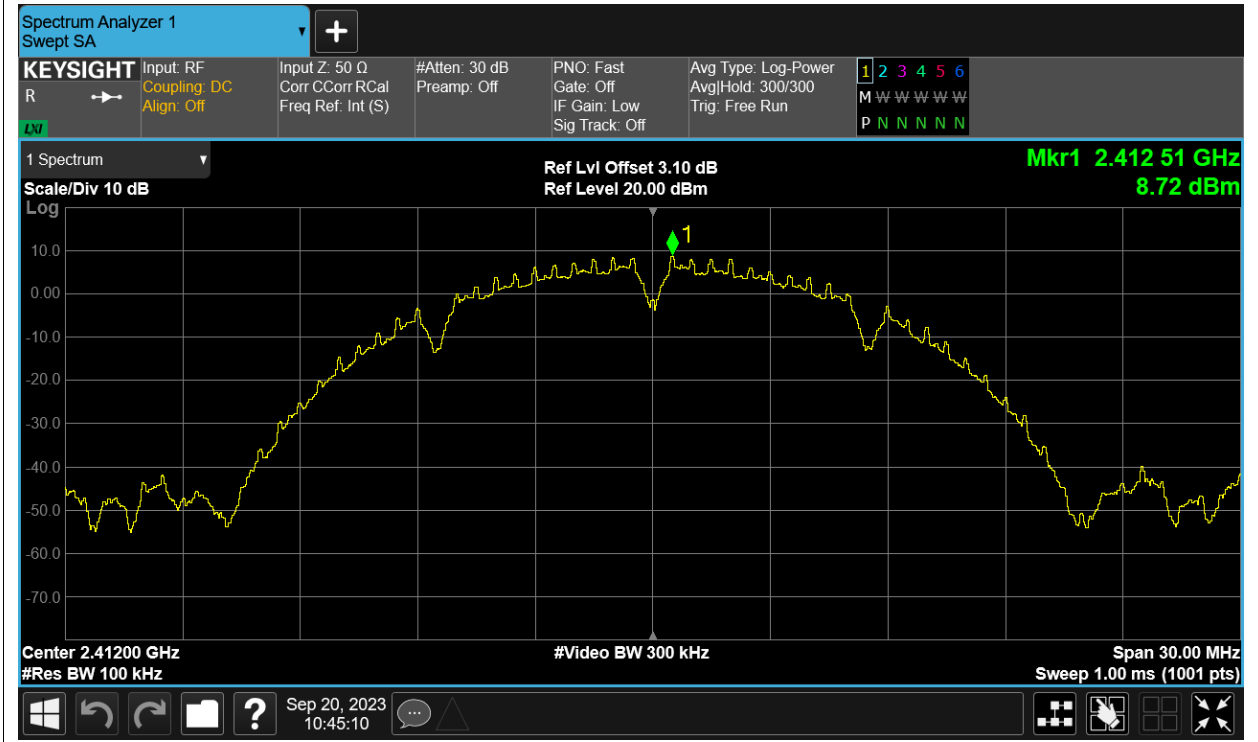 Spectrum Analyzer 1
Swept SA
KEYSIGHT
R
LXI
Input: RF
Coupling: DC
Align: Off
Input Z: 50 Ω
Corr CCorr RCal
Freq Ref: Int (S)
#Atten: 30 dB
Preamp: Off
PNO: Fast
Gate: Off
IF Gain: Low
Sig Track: Off
Avg Type: Log-Power
Avg|Hold: 300/300
Trig: Free Run
1 2 3 4 5 6
M W W W W W W
P N N N N N N
1 Spectrum
Scale/Div 10 dB
Log
Ref Lvl Offset 3.10 dB
Ref Level 20.00 dBm
Mkr1 2.412 51 GHz
8.72 dBm
1
10.0
0.00
-10.0
-20.0
-30.0
-40.0
-50.0
-60.0
-70.0
Center 2.41200 GHz
#Video BW 300 kHz
Span 30.00 MHz
#Res BW 100 kHz
Sweep 1.00 ms (1001 pts)
?
Sep 20, 2023
10:45:10